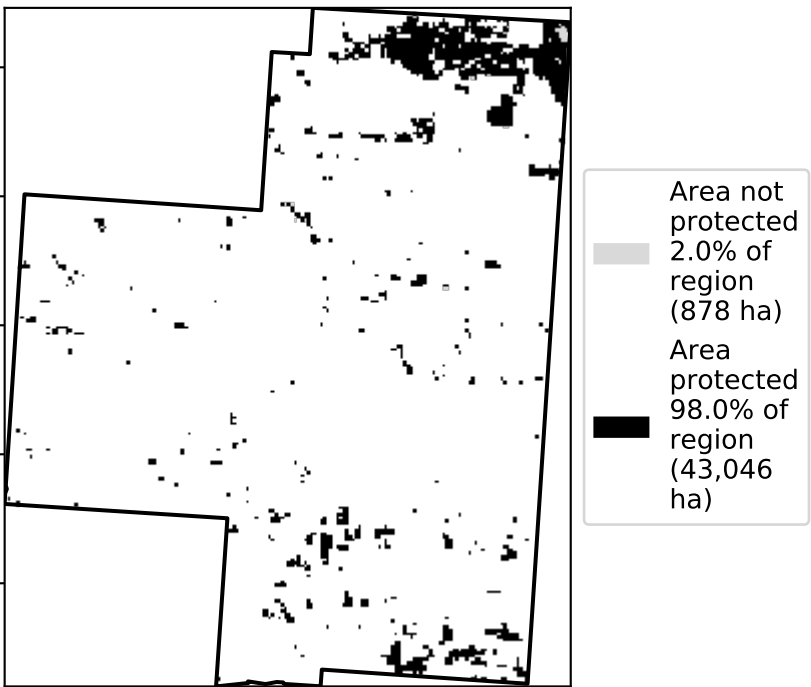 Area not
protected
2.0% of
region
(878 ha)
Area
protected
98.0% of
region
(43,046
ha)